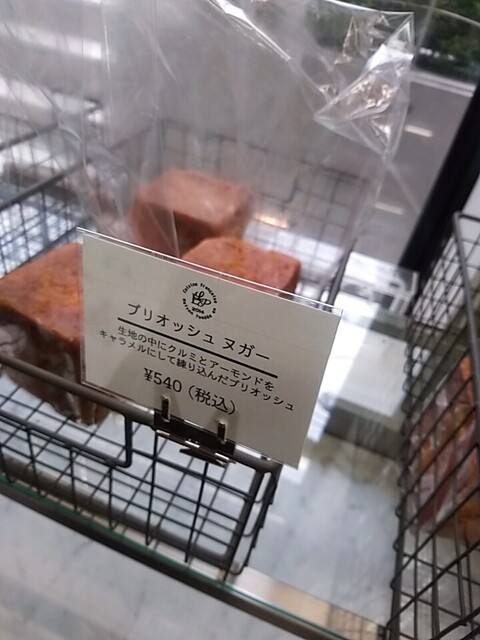 ブリオッシュ ヌガー
生地の中にクルミとアーモンドを
キャラメルにして練り込んだブリオッシュ
¥540（税込）